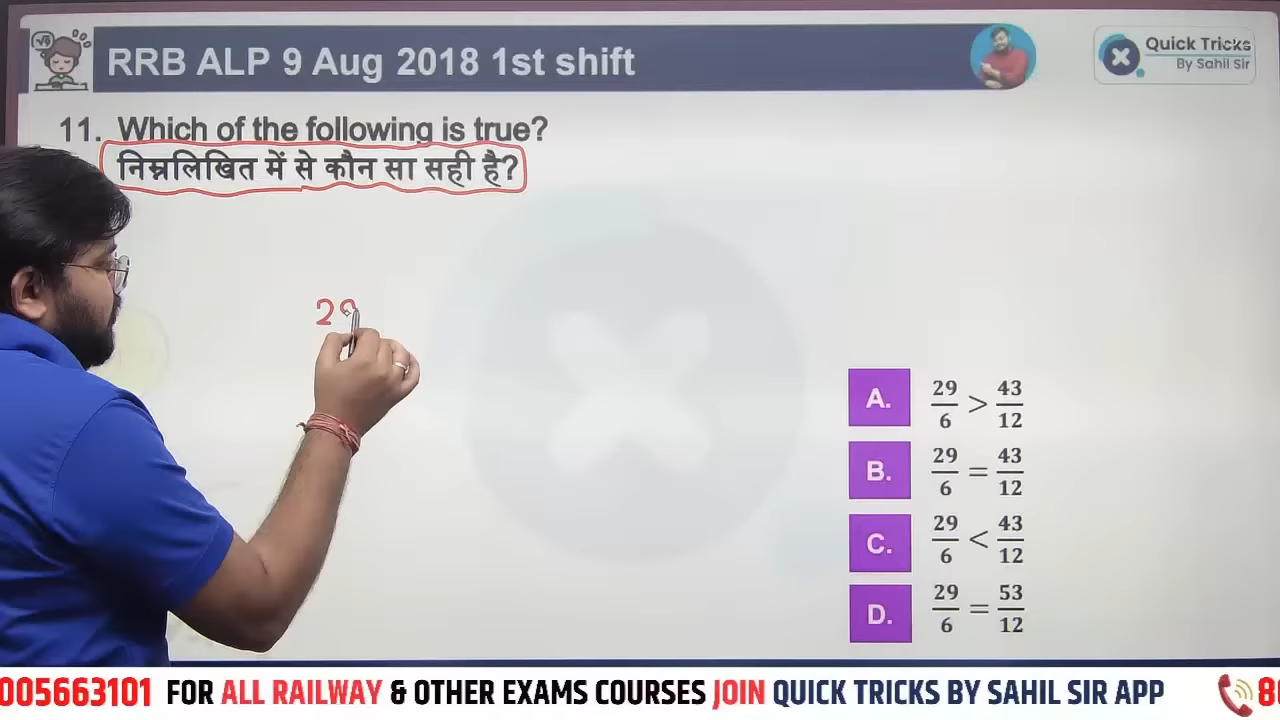 RRB ALP 9 Aug 2018 1st shift
Quick Tricks
By Sahil Sir
11. Which of the following is true?
निम्नलिखित में से कौन सा सही है?
29
A. 29/6 > 43/12
B. 29/6 = 43/12
C. 29/6 < 43/12
D. 29/6 = 53/12
005663101 FOR ALL RAILWAY & OTHER EXAMS COURSES JOIN QUICK TRICKS BY SAHIL SIR APP